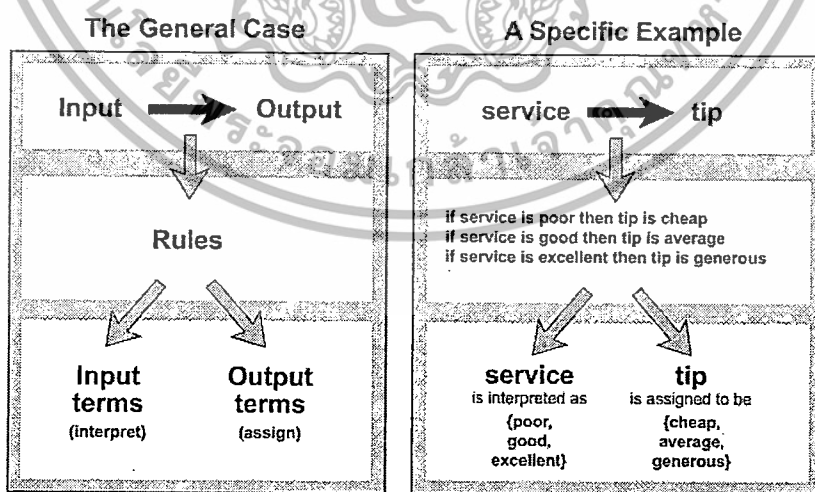 The General Case
Input Output
Rules
Input terms
(interpret)
Output terms
(assign)
A Specific Example
service tip
if service is poor then tip is cheap
if service is good then tip is average
if service is excellent then tip is generous
service
is interpreted as
{poor,
good,
excellent}
tip
is assigned to be
{cheap,
average,
generous}